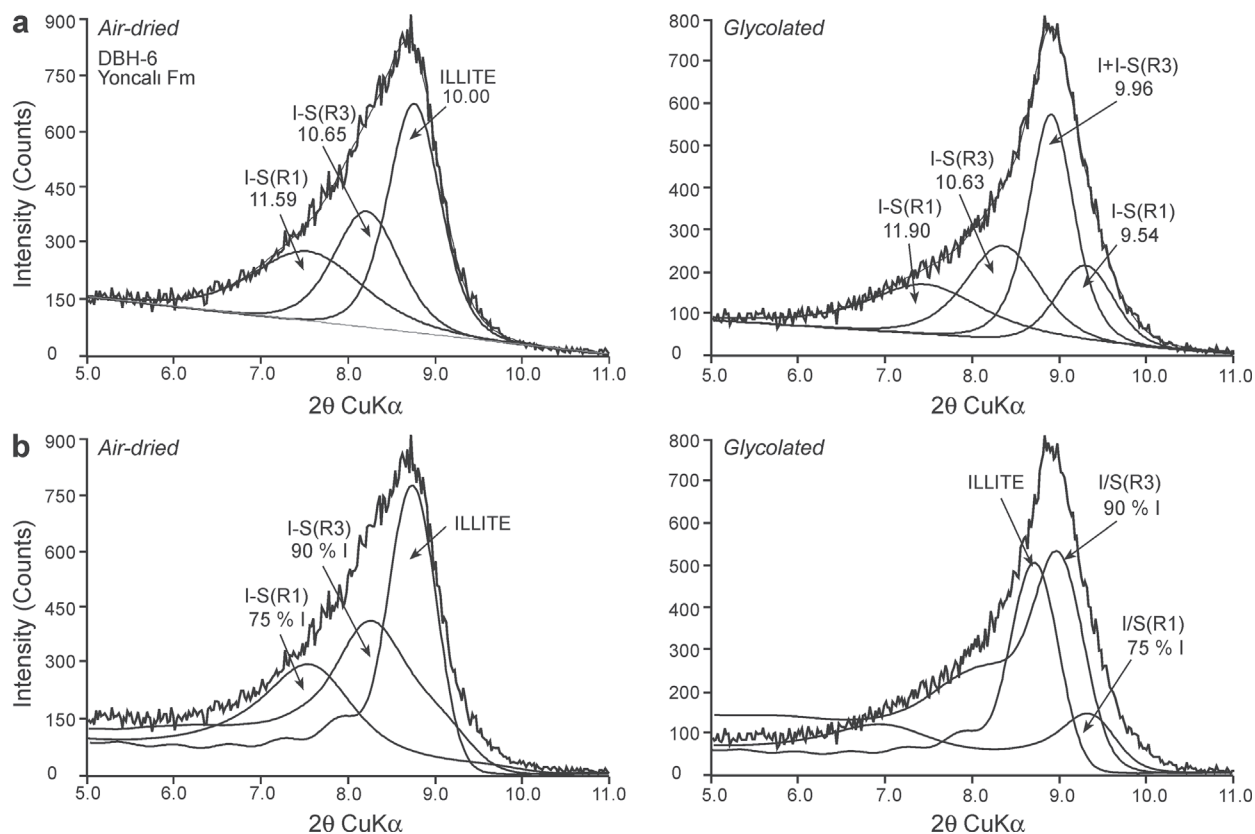 a
Air-dried
DBH-6
Yoncalı Fm
ILLITE
10.00
I-S(R3)
10.65
I-S(R1)
11.59
900
750
600
450
300
150
0
5.0 6.0 7.0 8.0 9.0 10.0 11.0
Intensity (Counts)
2θ CuKα
Glycolated
I+I-S(R3)
9.96
I-S(R3)
10.63
I-S(R1)
11.90
I-S(R1)
9.54
800
700
600
500
400
300
200
100
0
5.0 6.0 7.0 8.0 9.0 10.0 11.0
2θ CuKα
b
Air-dried
I-S(R3)
90 % I
ILLITE
I-S(R1)
75 % I
900
750
600
450
300
150
0
5.0 6.0 7.0 8.0 9.0 10.0 11.0
Intensity (Counts)
2θ CuKα
Glycolated
ILLITE
I/S(R3)
90 % I
I/S(R1)
75 % I
800
700
600
500
400
300
200
100
0
5.0 6.0 7.0 8.0 9.0 10.0 11.0
2θ CuKα